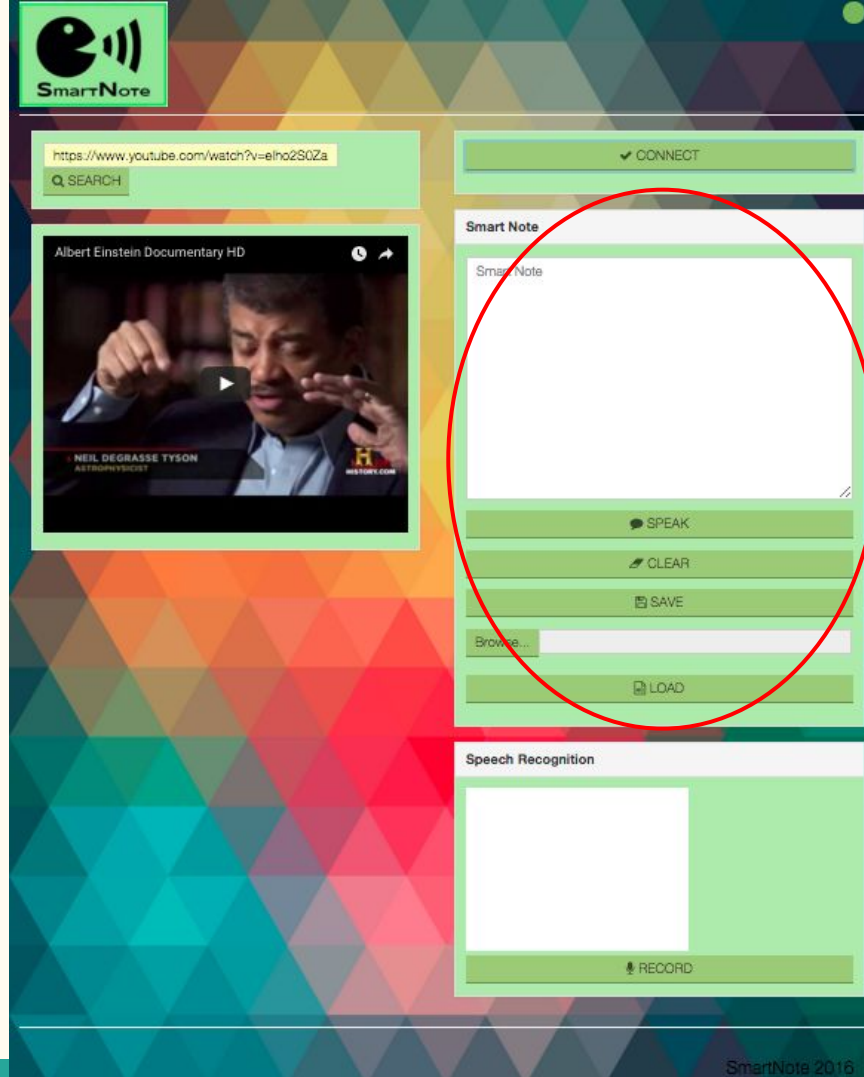 SmartNote
https://www.youtube.com/watch?v=elho2S0Za
SEARCH
Albert Einstein Documentary HD
NEIL DEGRASSE TYSON
ASTROPHYSICIST
H
HISTORY.COM
CONNECT
Smart Note
Smart Note
SPEAK
CLEAR
SAVE
Browse...
LOAD
Speech Recognition
RECORD
SmartNote 2016